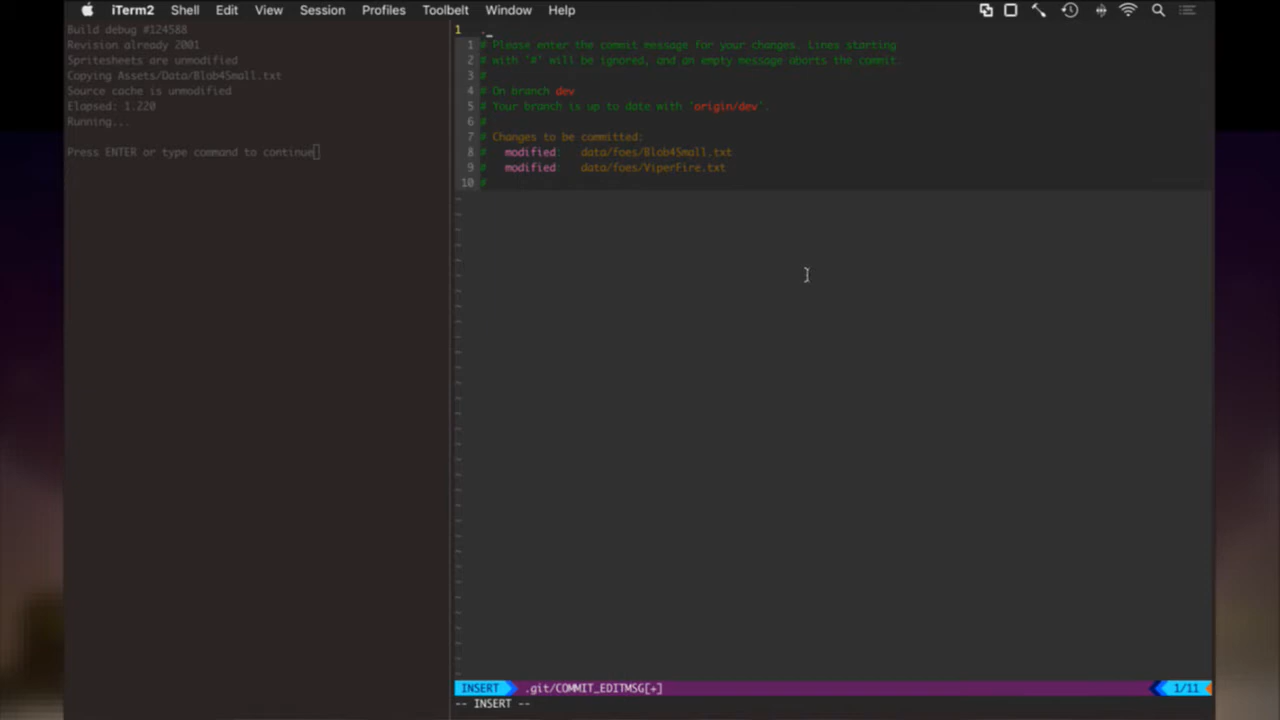 iTerm2 Shell Edit View Session Profiles Toolbelt Window Help
Build debug #124588
Revision already 2001
Spritesheets are unmodified
Copying Assets/Data/Blob4Small.txt
Source cache is unmodified
Elapsed: 1.220
Running...
Press ENTER or type command to continue
1 .
1 # Please enter the commit message for your changes. Lines starting
2 # with '#' will be ignored, and an empty message aborts the commit.
3 #
4 # On branch dev
5 # Your branch is up to date with 'origin/dev'.
6 #
7 # Changes to be committed:
8 # modified: data/foes/Blob4Small.txt
9 # modified: data/foes/ViperFire.txt
10 #
INSERT .git/COMMIT_EDITMSG[+] 1/11
-- INSERT --